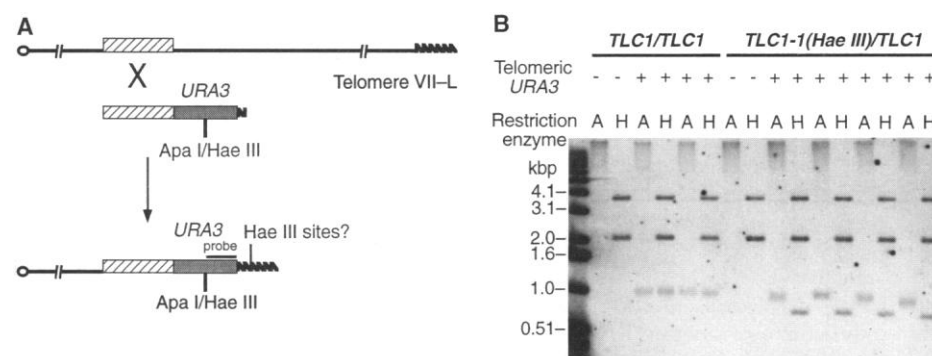 A
Telomere VII–L
X
URA3
Apa I/Hae III
URA3
probe
Hae III sites?
Apa I/Hae III
B
TLC1/TLC1 TLC1-1(Hae III)/TLC1
Telomeric URA3
- - + + + + - - + + + + + + + +
Restriction enzyme
A H A H A H A H A H A H A H A H
kbp
4.1–
3.1–
2.0–
1.6–
1.0–
0.51–